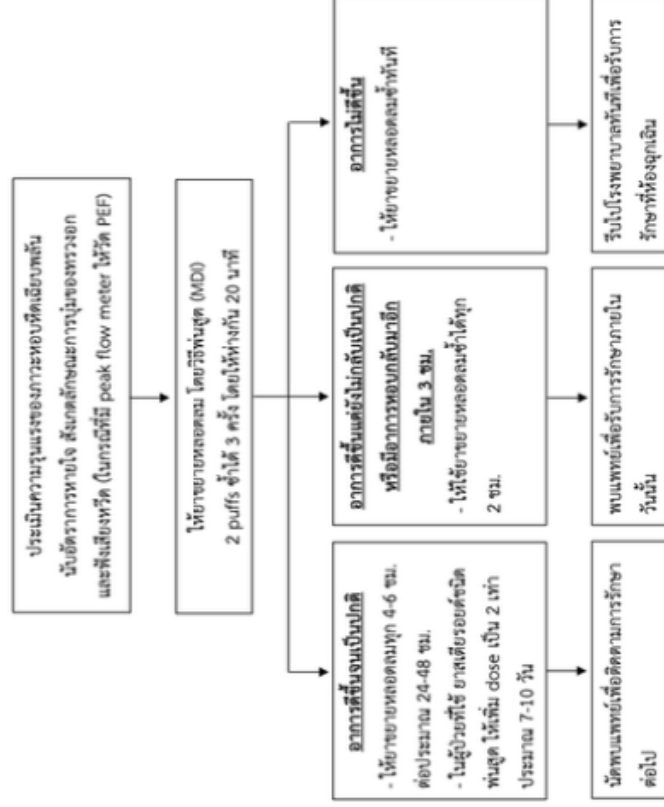 ประเมินความรุนแรงของภาวะหอบหืดเฉียบพลัน
นับอัตราการหายใจ สังเกตลักษณะการบุ๋มของทรวงอก
และฟังเสียงหวีด (ในกรณีที่มี peak flow meter ให้วัด PEF)
ให้ยาขยายหลอดลม โดยวิธีพ่นสูด (MDI)
2 puffs ซ้ำได้ 3 ครั้ง โดยให้ห่างกัน 20 นาที
อาการดีขึ้นจนเป็นปกติ
- ให้ยาขยายหลอดลมทุก 4-6 ชม.
ต่อประมาณ 24-48 ชม.
- ในผู้ป่วยที่ใช้ ยาสเตียรอยด์ชนิด
พ่นสูด ให้เพิ่ม dose เป็น 2 เท่า
ประมาณ 7-10 วัน
นัดพบแพทย์เพื่อติดตามการรักษา
ต่อไป
อาการดีขึ้นแต่ยังไม่กลับเป็นปกติ
หรือมีอาการหอบกลับมาอีก
ภายใน 3 ชม.
- ให้ใช้ยาขยายหลอดลมซ้ำได้ทุก
2 ชม.
พบแพทย์เพื่อรับการรักษาภายใน
วันนั้น
อาการไม่ดีขึ้น
- ให้ยาขยายหลอดลมซ้ำทันที
รีบไปโรงพยาบาลทันทีเพื่อรับการ
รักษาที่ห้องฉุกเฉิน